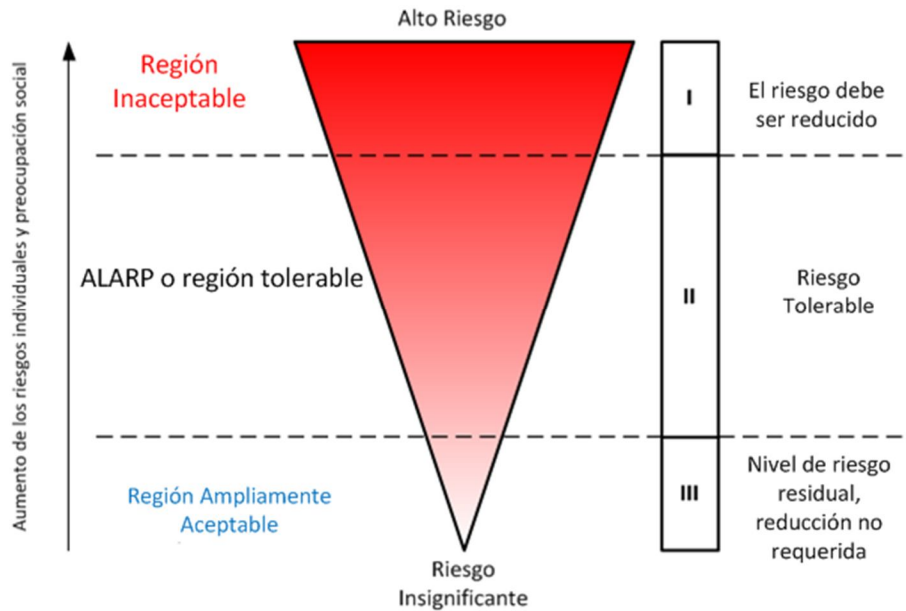 Alto Riesgo
Aumento de los riesgos individuales y preocupación social
Región
Inaceptable
I
El riesgo debe
ser reducido
ALARP o región tolerable
II
Riesgo
Tolerable
Región Ampliamente
Aceptable
III
Nivel de riesgo
residual,
reducción no
requerida
Riesgo
Insignificante